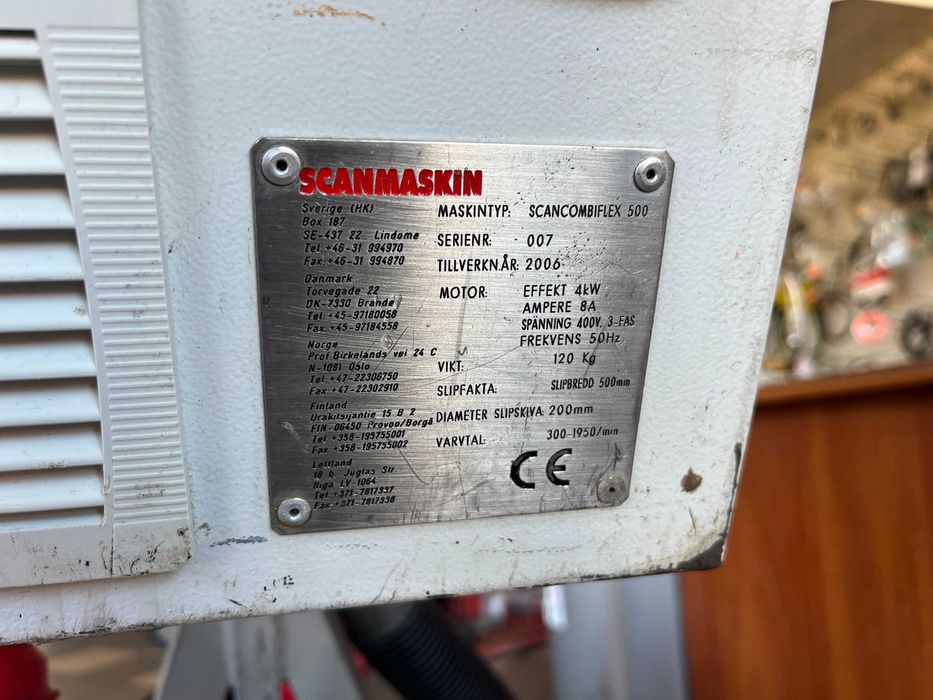 SCANMASKIN
Sverige (HK)
Box 187
SE-437 22 Lindome
Tel: +46-31 994970
Fax: +46-31 994870
Danmark
Torvegade 22
DK-7330 Brande
Tel: +45-97180058
Fax: +45-97184558
Norge
Prof.Birkelands vei 24 C
N-1081 Oslo
Tel: +47-22306750
Fax: +47-22302910
Finland
Urakitsijantie 15 B 2
FIN-06450 Provoo/Borgå
Tel: +358-195755001
Fax: +358-195755002
Lettland
18 b. Juglas Str.
Riga LV-1064
Tel: +371-7817337
Fax: +371-7817338
MASKINTYP: SCANCOMBIFLEX 500
SERIENR: 007
TILLVERKN.ÅR: 2006
MOTOR: EFFEKT 4kW
AMPERE 8A
SPÄNNING 400V, 3-FAS
FREKVENS 50Hz
VIKT: 120 Kg
SLIPFAKTA: SLIPBREDD 500mm
DIAMETER SLIPSKIVA: 200mm
VARVTAL: 300-1950/min
CE